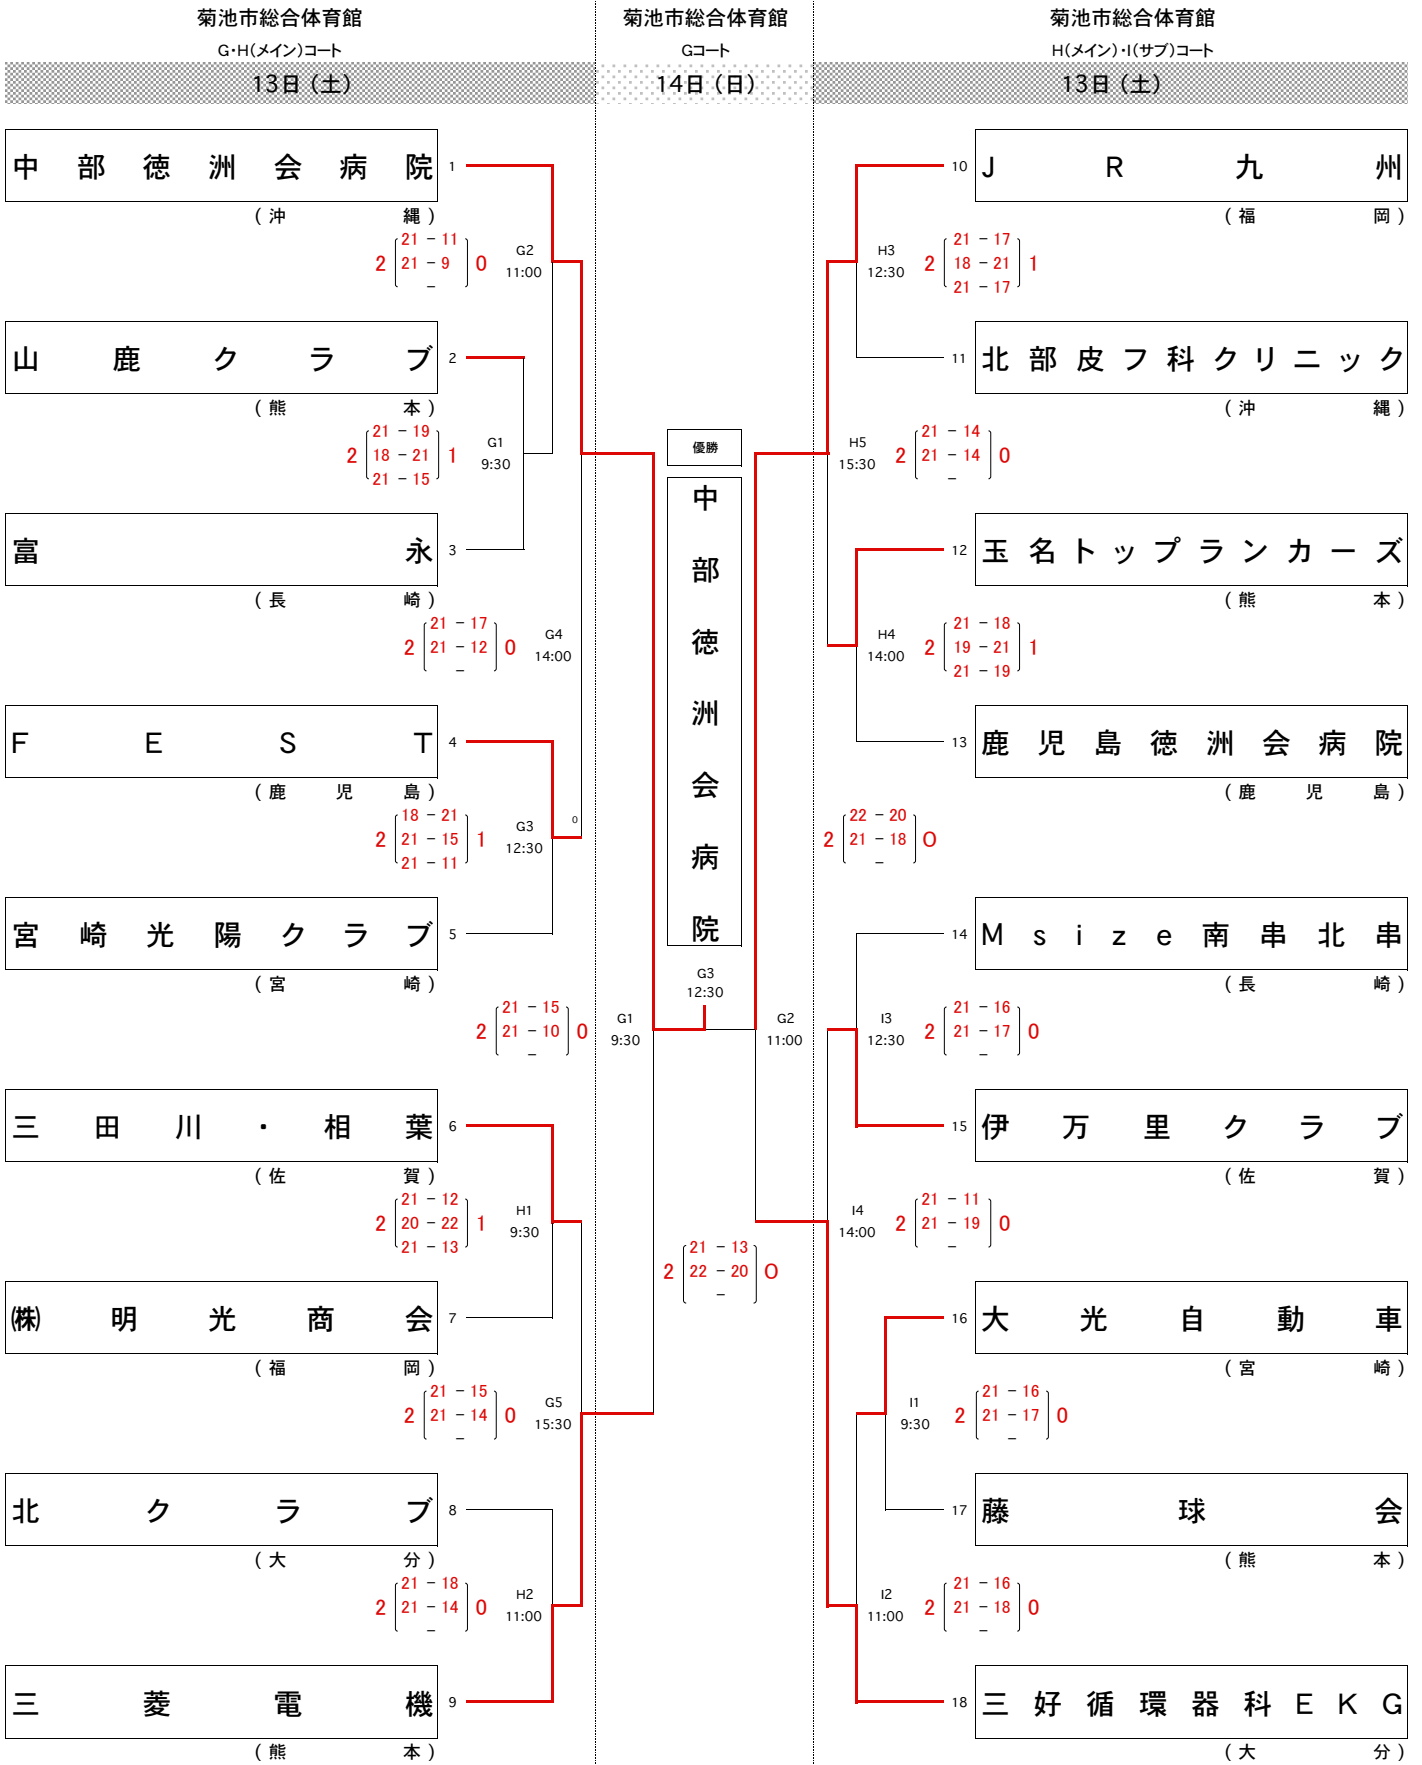 菊池市総合体育館
G・H(メイン)コート
13日（土）
菊池市総合体育館
Gコート
14日（日）
菊池市総合体育館
H(メイン)・I(サブ)コート
13日（土）
中部徳洲会病院 1
(沖縄)
2 21 - 11 0
21 - 9
-
G2
11:00
山鹿クラブ 2
(熊本)
2 21 - 19 1
18 - 21
21 - 15
G1
9:30
富永 3
(長崎)
2 21 - 17 0
21 - 12
-
G4
14:00
FEST 4
(鹿児島)
2 18 - 21 1
21 - 15
21 - 11
G3
12:30
0
宮崎光陽クラブ 5
(宮崎)
2 21 - 15 0
21 - 10
-
G1
9:30
三田川・相葉 6
(佐賀)
2 21 - 12 1
20 - 22
21 - 13
H1
9:30
㈱明光商会 7
(福岡)
2 21 - 15 0
21 - 14
-
G5
15:30
北クラブ 8
(大分)
2 21 - 18 0
21 - 14
-
H2
11:00
三菱電機 9
(熊本)
優勝
中部徳洲会病院
G3
12:30
2 21 - 13 0
22 - 20
-
10 JR九州
(福岡)
H3
12:30
2 21 - 17 1
18 - 21
21 - 17
11 北部皮フ科クリニック
(沖縄)
H5
15:30
2 21 - 14 0
21 - 14
-
12 玉名トップランカーズ
(熊本)
H4
14:00
2 21 - 18 1
19 - 21
21 - 19
13 鹿児島徳洲会病院
(鹿児島)
2 22 - 20 0
21 - 18
-
G2
11:00
14 Msize南串北串
(長崎)
I3
12:30
2 21 - 16 0
21 - 17
-
15 伊万里クラブ
(佐賀)
I4
14:00
2 21 - 11 0
21 - 19
-
16 大光自動車
(宮崎)
I1
9:30
2 21 - 16 0
21 - 17
-
17 藤球会
(熊本)
I2
11:00
2 21 - 16 0
21 - 18
-
18 三好循環器科EKG
(大分)